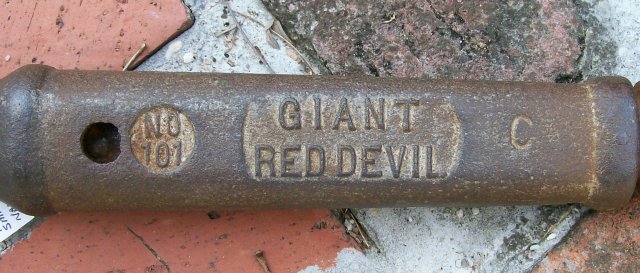 NO
101
GIANT
RED DEVIL
C